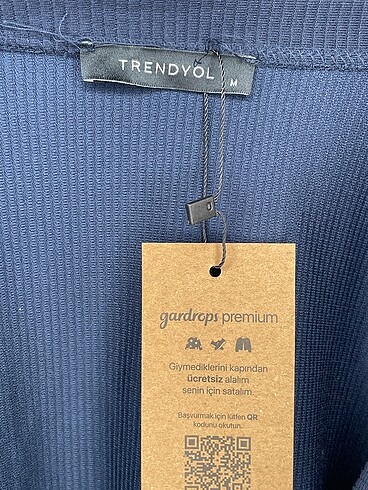 TRENDYOL
M
gardrops premium
Giymediklerini kapından
ücretsiz alalım
senin için satalım.
Başvurmak için lütfen QR
kodunu okutun.